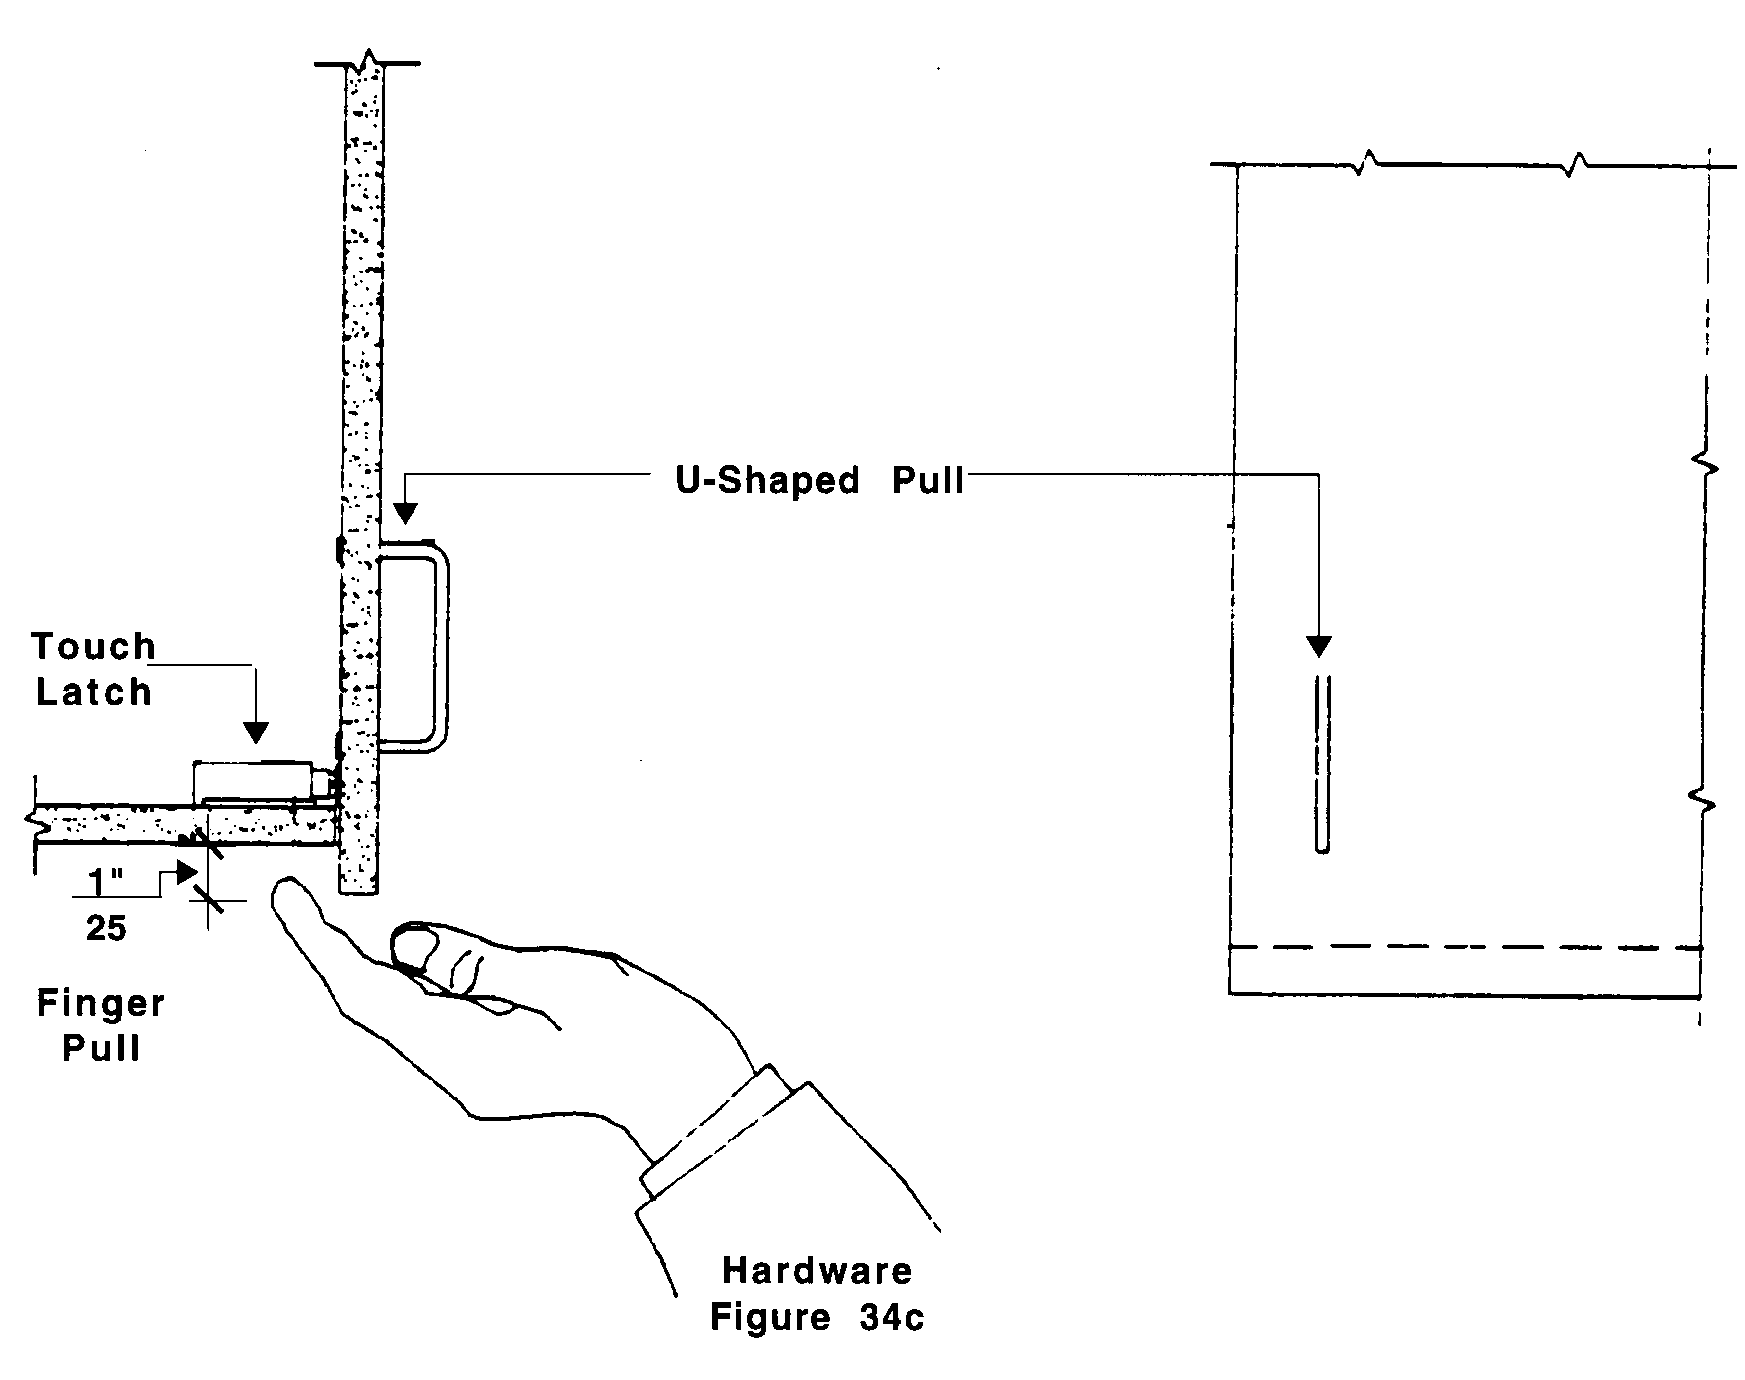 U-Shaped Pull
Touch
Latch
1"
25
Finger
Pull
Hardware
Figure 34c